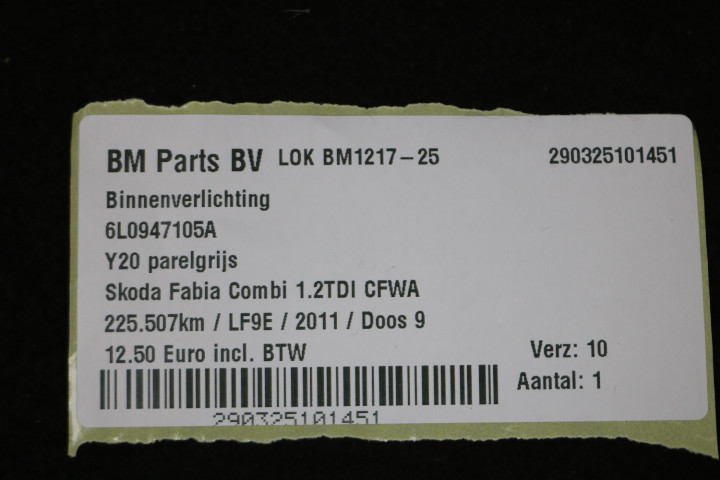 BM Parts BV LOK BM1217-25 290325101451
Binnenverlichting
6L0947105A
Y20 parelgrijs
Skoda Fabia Combi 1.2TDI CFWA
225.507km / LF9E / 2011 / Doos 9
12.50 Euro incl. BTW Verz: 10
Aantal: 1
290325101451